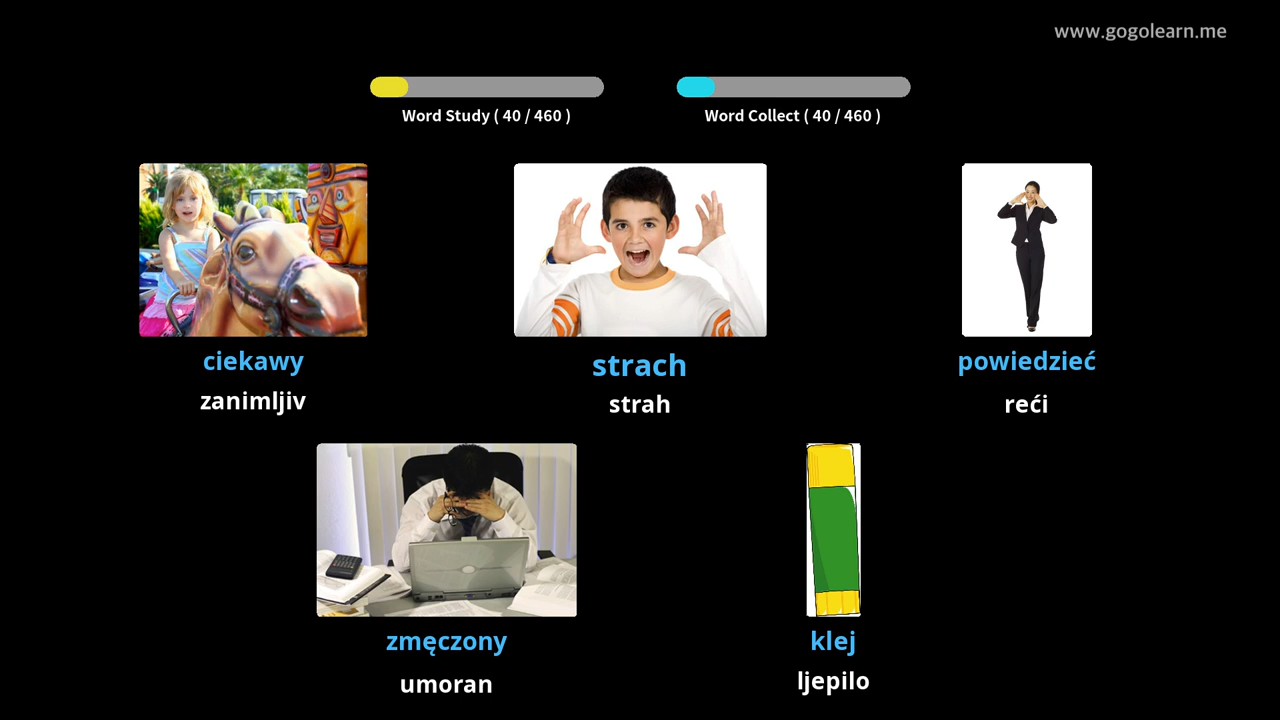 www.gogolearn.me
Word Study ( 40 / 460 )
Word Collect ( 40 / 460 )
ciekawy
zanimljiv
strach
strah
powiedzieć
reći
zmęczony
umoran
klej
ljepilo